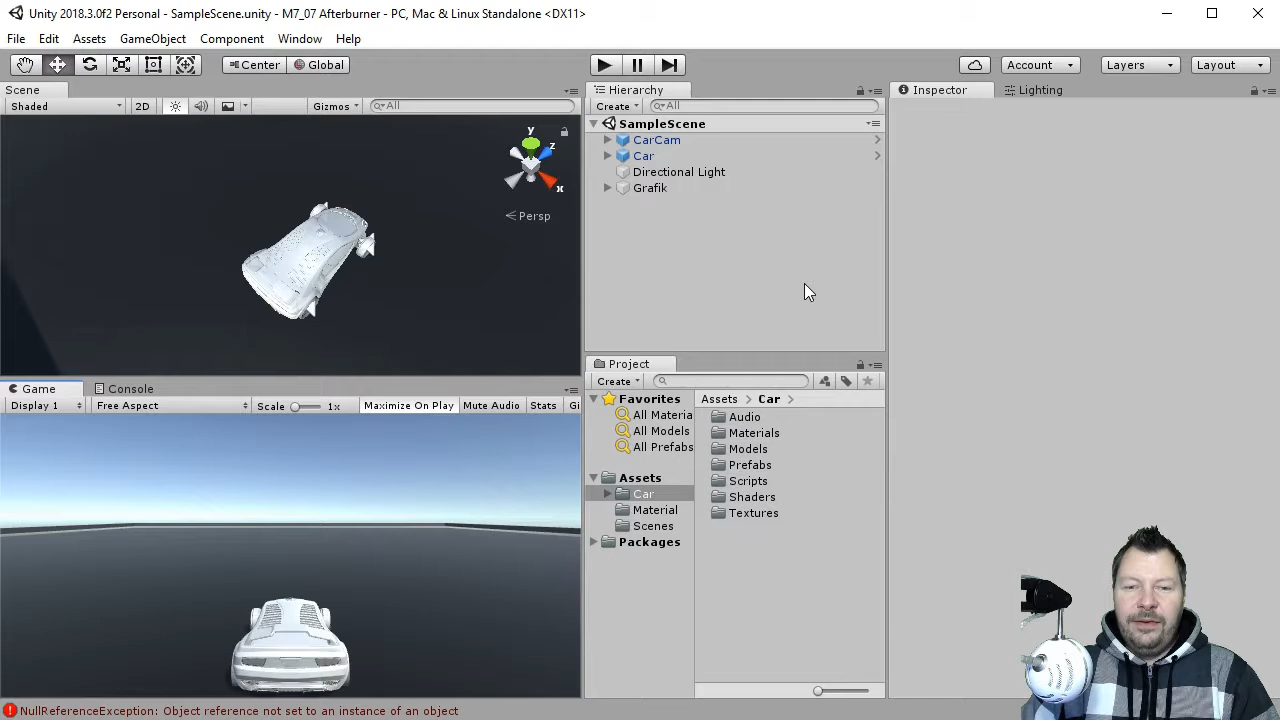 Unity 2018.3.0f2 Personal - SampleScene.unity - M7_07 Afterburner - PC, Mac & Linux Standalone <DX11>
File Edit Assets GameObject Component Window Help
Center Global Account Layers Layout
Scene
Shaded 2D Gizmos All
y
z
x
Persp
Hierarchy
Create All
SampleScene
CarCam
Car
Directional Light
Grafik
Inspector Lighting
Game Console
Display 1 Free Aspect Scale 1x Maximize On Play Mute Audio Stats Gi
Project
Create
Favorites
All Materia
All Models
All Prefabs
Assets
Car
Material
Scenes
Packages
Assets Car
Audio
Materials
Models
Prefabs
Scripts
Shaders
Textures
NullReferenceException: Object reference not set to an instance of an object